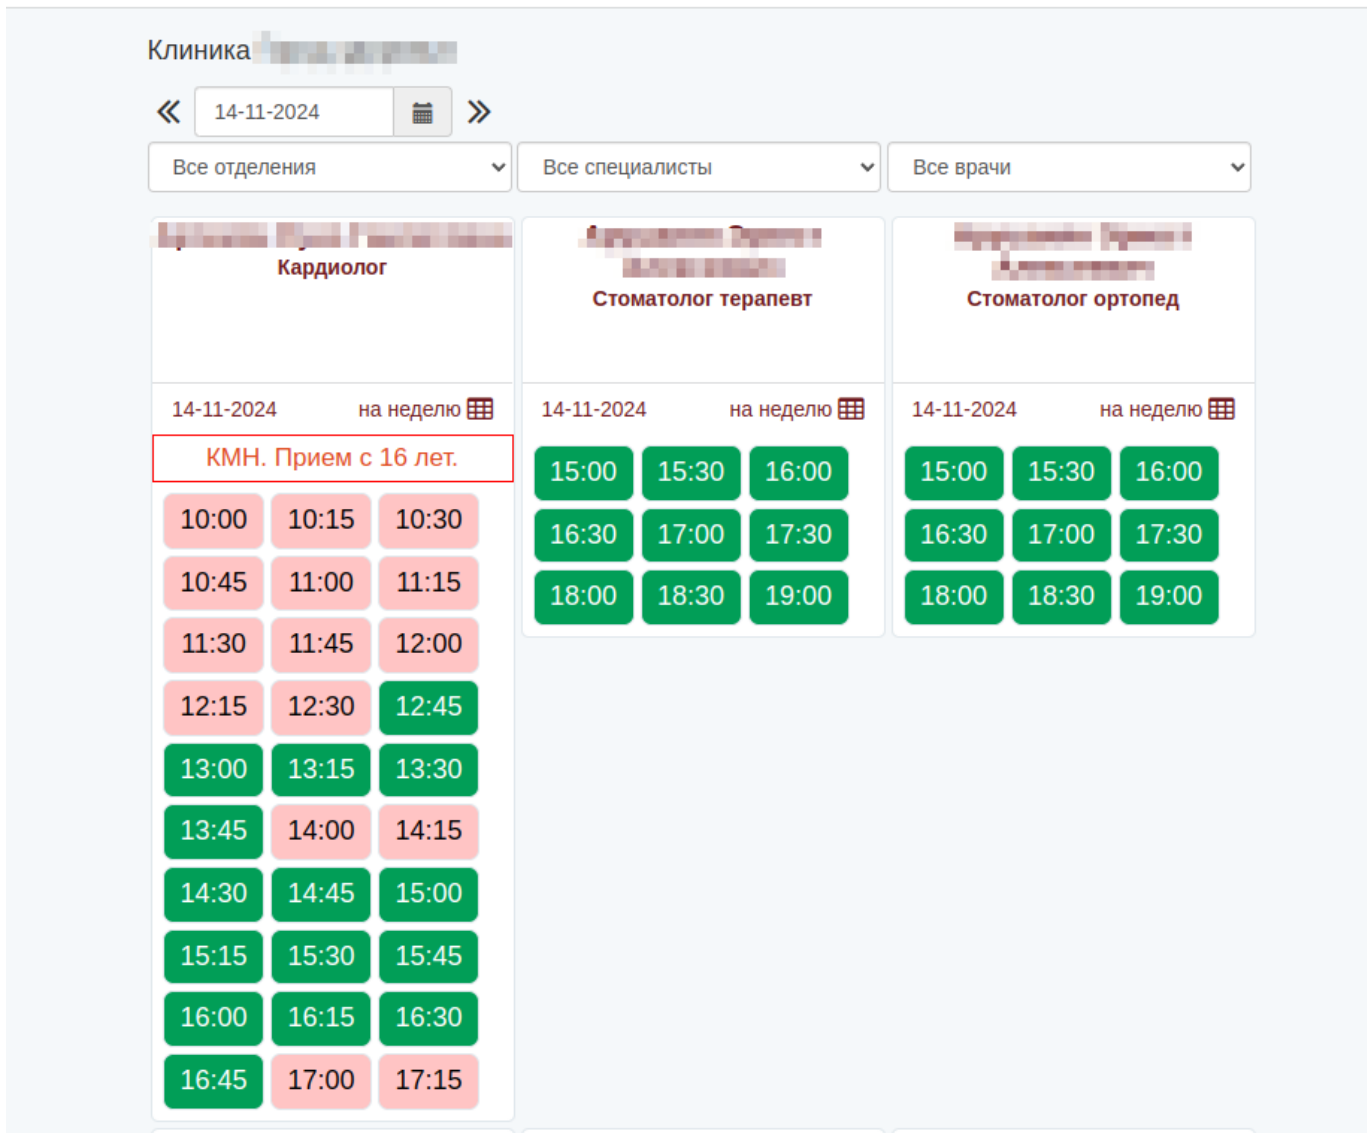 Клиника
14-11-2024
Все отделения
Все специалисты
Все врачи
Кардиолог
14-11-2024 на неделю
КМН. Прием с 16 лет.
10:00 10:15 10:30
10:45 11:00 11:15
11:30 11:45 12:00
12:15 12:30 12:45
13:00 13:15 13:30
13:45 14:00 14:15
14:30 14:45 15:00
15:15 15:30 15:45
16:00 16:15 16:30
16:45 17:00 17:15
Стоматолог терапевт
14-11-2024 на неделю
15:00 15:30 16:00
16:30 17:00 17:30
18:00 18:30 19:00
Стоматолог ортопед
14-11-2024 на неделю
15:00 15:30 16:00
16:30 17:00 17:30
18:00 18:30 19:00